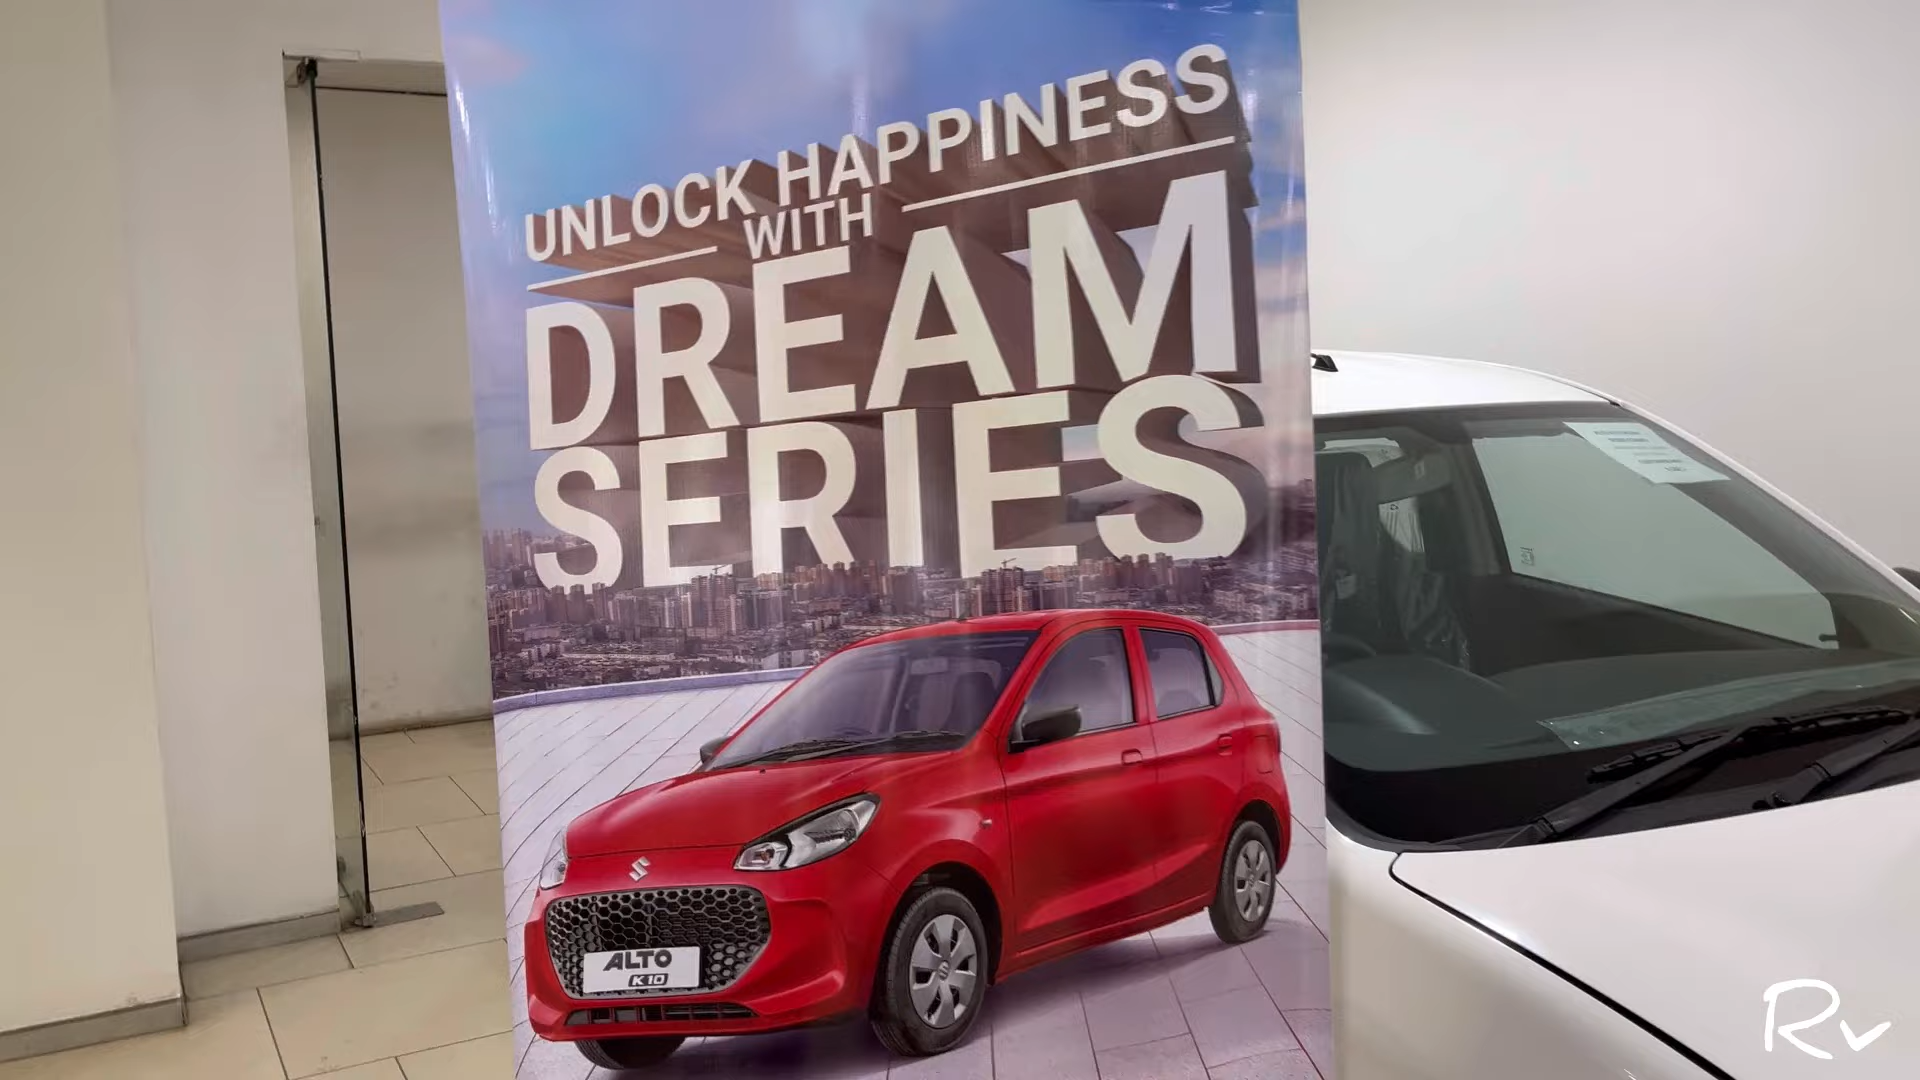 UNLOCK HAPPINESS
WITH
DREAM
SERIES
ALTO
K10
Rv